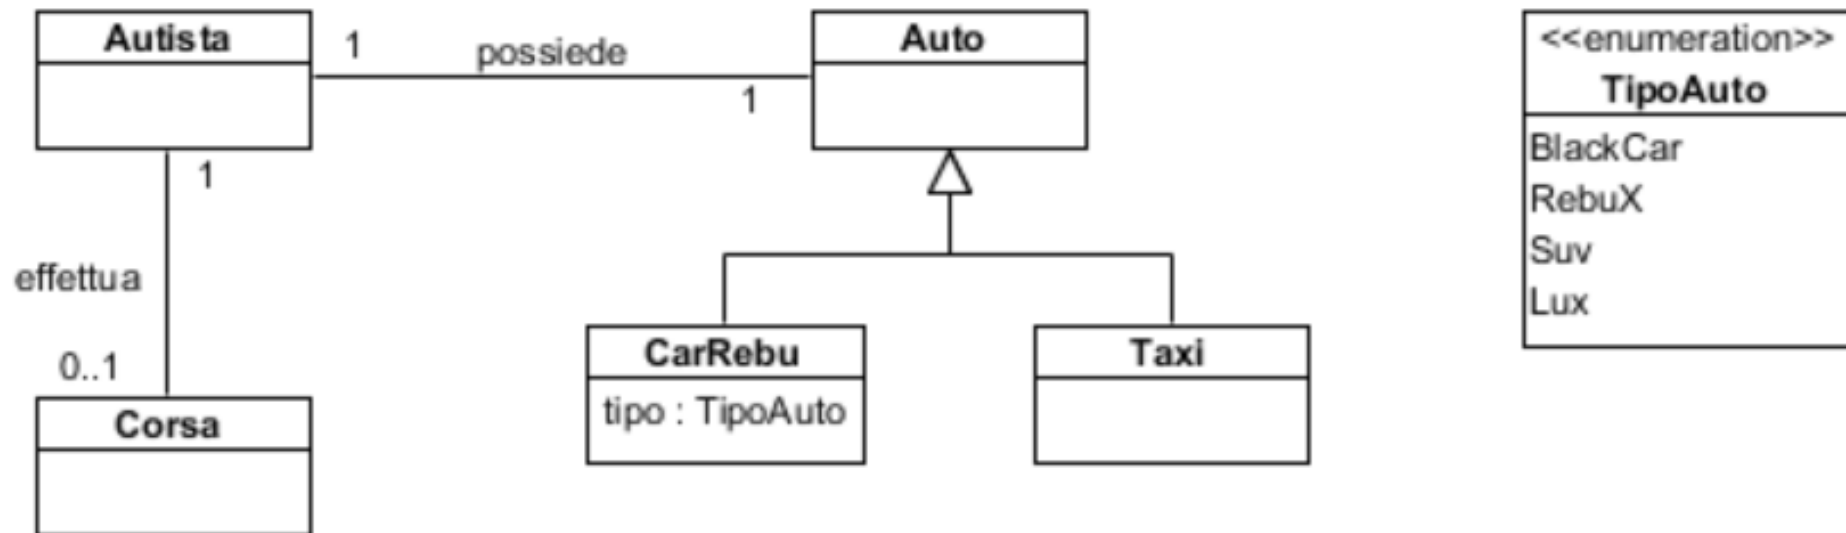 Autista
1
possiede
1
Auto
<<enumeration>>
TipoAuto
BlackCar
RebuX
Suv
Lux
1
effettua
0..1
Corsa
CarRebu
tipo : TipoAuto
Taxi